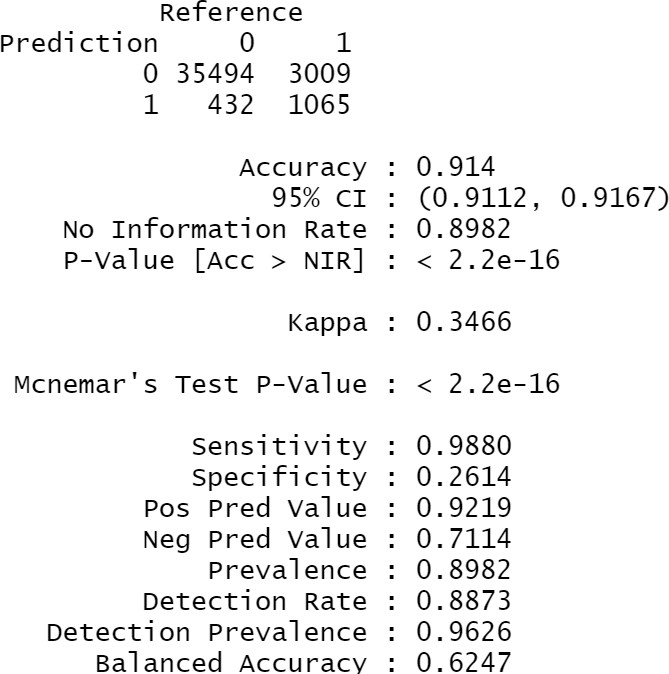 Reference
Prediction 0 1
0 35494 3009
1 432 1065
Accuracy : 0.914
95% CI : (0.9112, 0.9167)
No Information Rate : 0.8982
P-Value [Acc > NIR] : < 2.2e-16
Kappa : 0.3466
Mcnemar's Test P-Value : < 2.2e-16
Sensitivity : 0.9880
Specificity : 0.2614
Pos Pred Value : 0.9219
Neg Pred Value : 0.7114
Prevalence : 0.8982
Detection Rate : 0.8873
Detection Prevalence : 0.9626
Balanced Accuracy : 0.6247